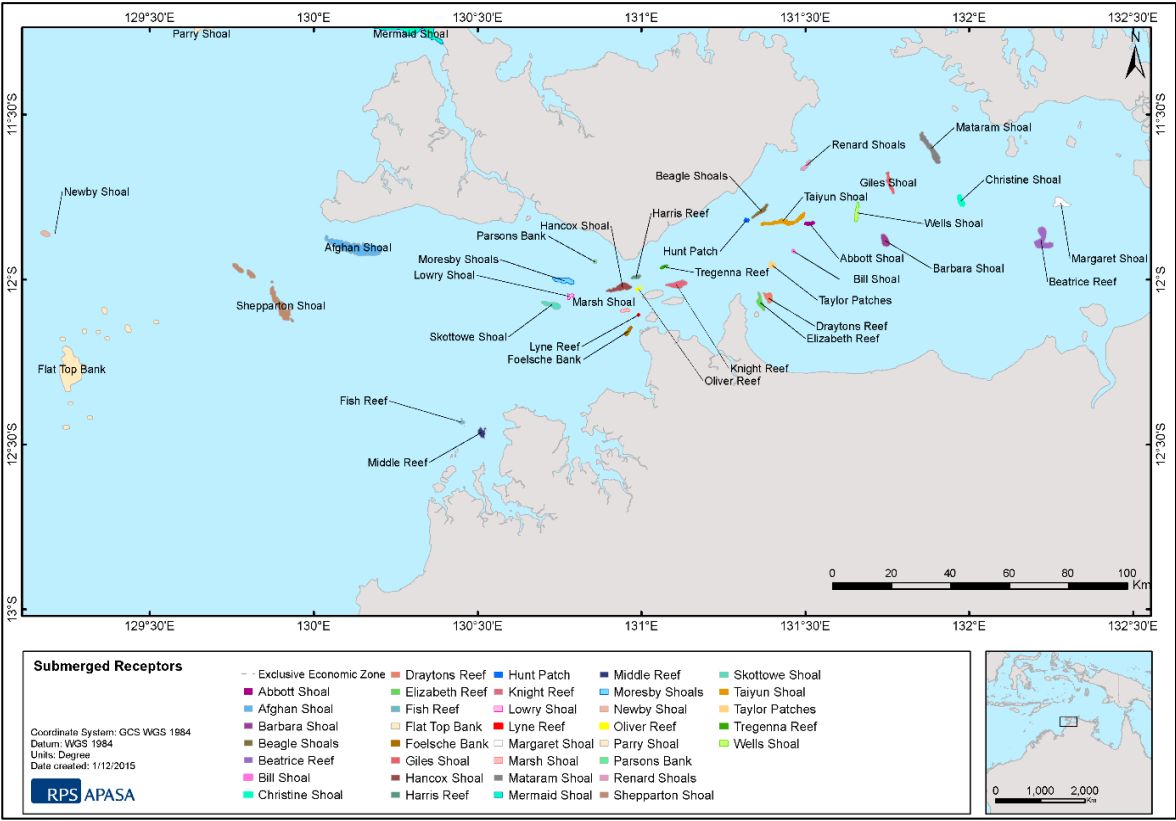 129°30'E 130°E 130°30'E 131°E 131°30'E 132°E 132°30'E
Parry Shoal
Mermaid Shoal
N
11°30'S
11°30'S
Mataram Shoal
Renard Shoals
Beagle Shoals
Giles Shoal
Christine Shoal
Newby Shoal
Taiyun Shoal
Harris Reef
Hancox Shoal
Wells Shoal
Parsons Bank
Afghan Shoal
Hunt Patch
Abbott Shoal
Margaret Shoal
Moresby Shoals
Barbara Shoal
Tregenna Reef
Lowry Shoal
Bill Shoal
Beatrice Reef
12°S
12°S
Marsh Shoal
Taylor Patches
Shepparton Shoal
Skottowe Shoal
Draytons Reef
Lyne Reef
Elizabeth Reef
Foelsche Bank
Flat Top Bank
Knight Reef
Oliver Reef
Fish Reef
12°30'S
12°30'S
Middle Reef
0 20 40 60 80 100
Km
13°S
13°S
129°30'E 130°E 130°30'E 131°E 131°30'E 132°E 132°30'E
Submerged Receptors
Coordinate System: GCS WGS 1984
Datum: WGS 1984
Units: Degree
Date created: 1/12/2015
RPS APASA
Exclusive Economic Zone
Abbott Shoal
Afghan Shoal
Barbara Shoal
Beagle Shoals
Beatrice Reef
Bill Shoal
Christine Shoal
Draytons Reef
Elizabeth Reef
Fish Reef
Flat Top Bank
Foelsche Bank
Giles Shoal
Hancox Shoal
Harris Reef
Hunt Patch
Knight Reef
Lowry Shoal
Lyne Reef
Margaret Shoal
Marsh Shoal
Mataram Shoal
Mermaid Shoal
Middle Reef
Moresby Shoals
Newby Shoal
Oliver Reef
Parry Shoal
Parsons Bank
Renard Shoals
Shepparton Shoal
Skottowe Shoal
Taiyun Shoal
Taylor Patches
Tregenna Reef
Wells Shoal
0 1,000 2,000
Km